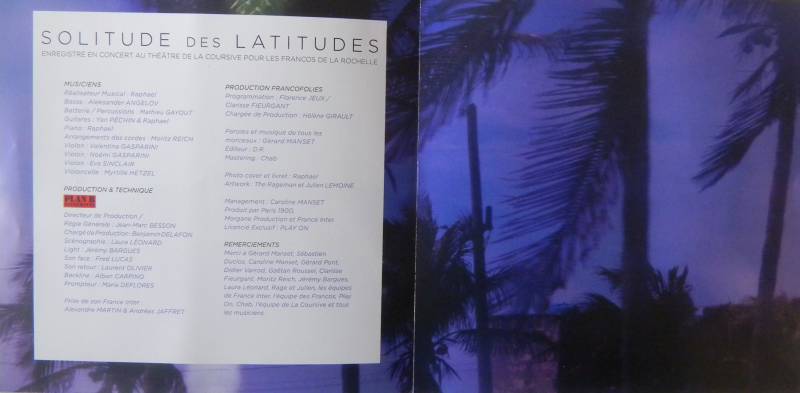 SOLITUDE DES LATITUDES
ENREGISTRE EN CONCERT AU THÉÂTRE DE LA COURSIVE POUR LES FRANCOS DE LA ROCHELLE
MUSICIENS
Réalisateur Musical : Raphael
Basse : Aleksander ANGELOV
Batterie / Percussions : Mathieu GAYOUT
Guitares : Yan PÉCHIN & Raphael
Piano : Raphael
Arrangements des cordes : Moritz REICH
Violon : Valentina GASPARINI
Violon : Noémi GASPARINI
Violon : Eva SINCLAIR
Violoncelle : Myrtille HETZEL
PRODUCTION & TECHNIQUE
PLAN B
Directeur de Production /
Régie Générale : Jean-Marc BESSON
Chargé de Production : Benjamin DELAFON
Scénographie : Laura LÉONARD
Light : Jérémy BARGUES
Son face : Fred LUCAS
Son retour : Laurent OLIVIER
Backline : Alber CARPINO
Prompteur : Marie DEFLORES
Prise de son France Inter :
Alexandre MARTIN & Andréas JAFFRET
PRODUCTION FRANCOFOLIES
Programmation : Florence JEUX /
Clarisse FIEURGANT
Chargée de Production : Hélène GIRAULT
Paroles et musique de tous les
morceaux : Gérard MANSET
Editeur : D.R.
Mastering : Chab
Photo cover et livret : Raphael
Artwork : The Rageman et Julien LEMOINE
Management : Caroline MANSET
Produit par Paris 1900,
Morgane Production et France Inter
Licencié Exclusif : PLAY ON
REMERCIEMENTS
Merci à Gérard Manset, Sébastien
Duclos, Caroline Manset, Gérard Pont,
Didier Varrod, Gaëtan Roussel, Clarisse
Fieurgant, Moritz Reich, Jérémy Bargues,
Laura Léonard, Rage et Julien, les équipes
de France Inter, l'équipe des Francos, Play
On, Chab, l'équipe de La Coursive et tout
les musiciens.